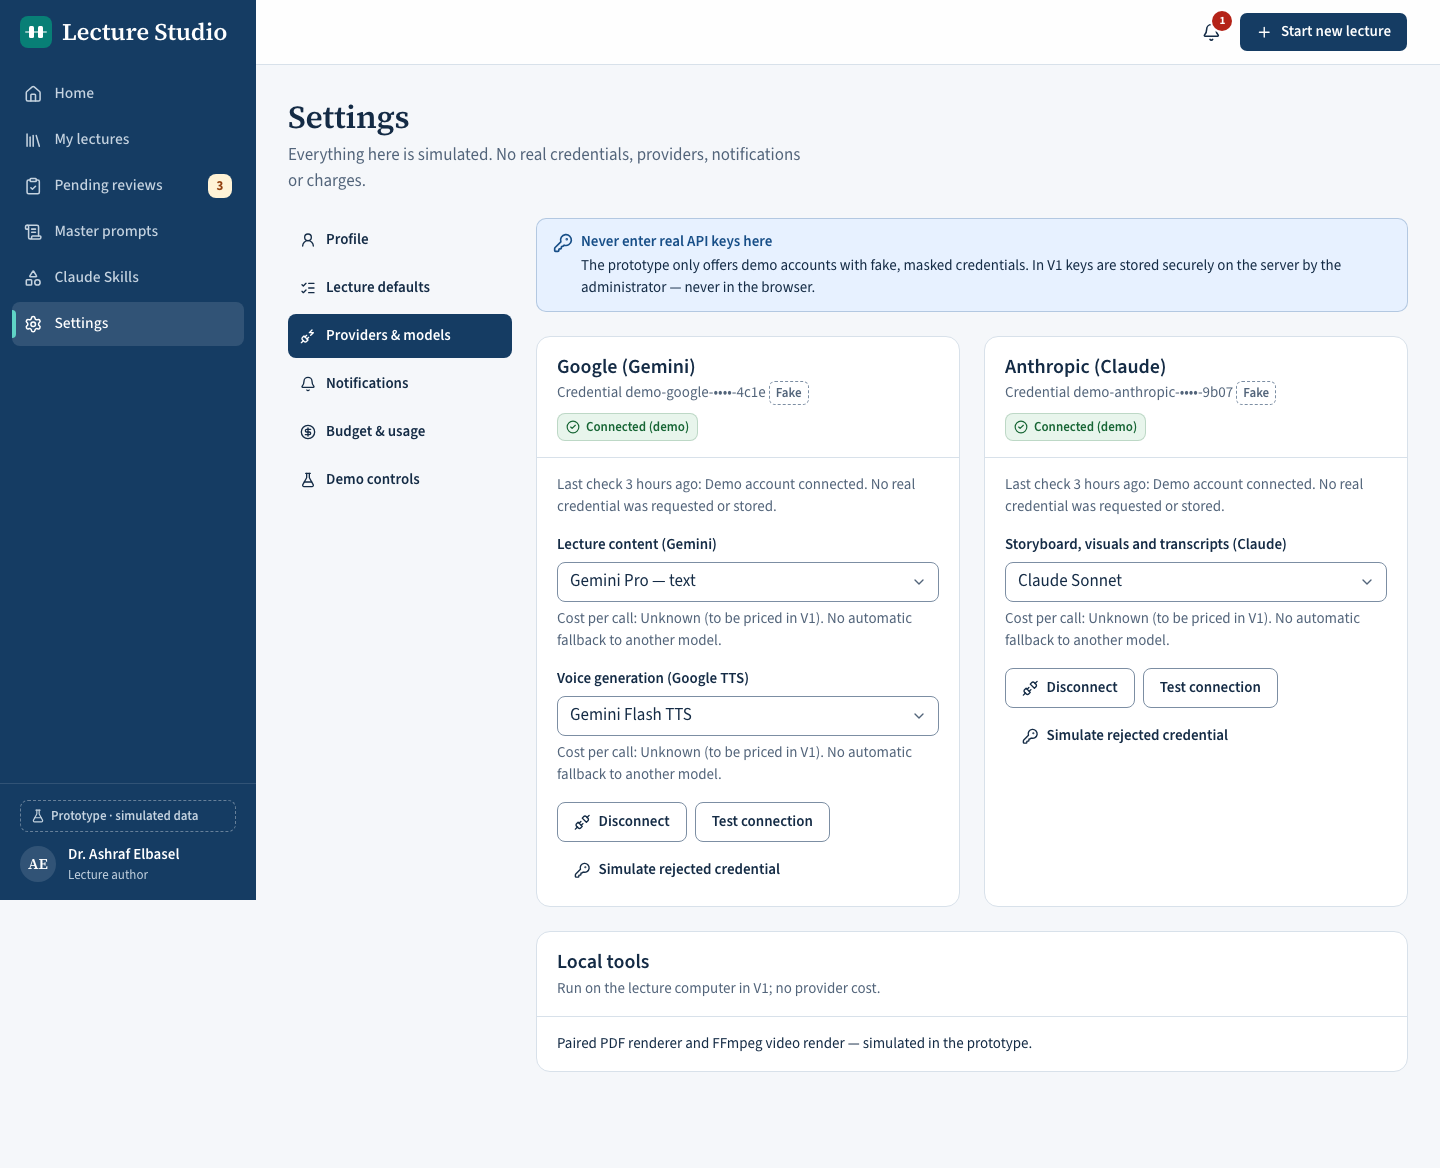 Lecture Studio
Home
My lectures
Pending reviews
3
Master prompts
Claude Skills
Settings
Prototype · simulated data
AE
Dr. Ashraf Elbasel
Lecture author
1
Start new lecture
Settings
Everything here is simulated. No real credentials, providers, notifications
or charges.
Profile
Lecture defaults
Providers & models
Notifications
Budget & usage
Demo controls
Never enter real API keys here
The prototype only offers demo accounts with fake, masked credentials. In V1 keys are stored securely on the server by the
administrator — never in the browser.
Google (Gemini)
Credential demo-google-••••-4c1e Fake
Connected (demo)
Last check 3 hours ago: Demo account connected. No real
credential was requested or stored.
Lecture content (Gemini)
Gemini Pro — text
Cost per call: Unknown (to be priced in V1). No automatic
fallback to another model.
Voice generation (Google TTS)
Gemini Flash TTS
Cost per call: Unknown (to be priced in V1). No automatic
fallback to another model.
Disconnect
Test connection
Simulate rejected credential
Anthropic (Claude)
Credential demo-anthropic-••••-9b07 Fake
Connected (demo)
Last check 3 hours ago: Demo account connected. No real
credential was requested or stored.
Storyboard, visuals and transcripts (Claude)
Claude Sonnet
Cost per call: Unknown (to be priced in V1). No automatic
fallback to another model.
Disconnect
Test connection
Simulate rejected credential
Local tools
Run on the lecture computer in V1; no provider cost.
Paired PDF renderer and FFmpeg video render — simulated in the prototype.